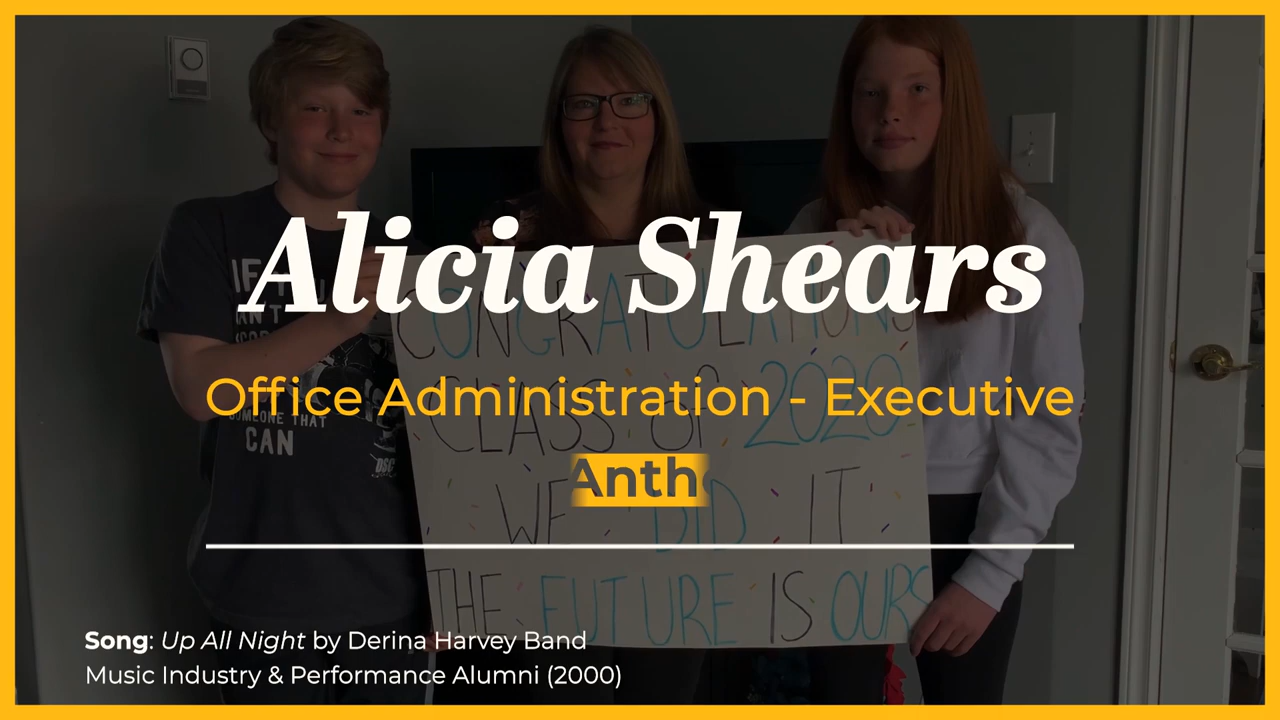 Alicia Shears
Office Administration - Executive
CONGRATULATIONS
CLASS OF 2020
WE DID IT
THE FUTURE IS OURS
CAN
Song: Up All Night by Derina Harvey Band
Music Industry & Performance Alumni (2000)